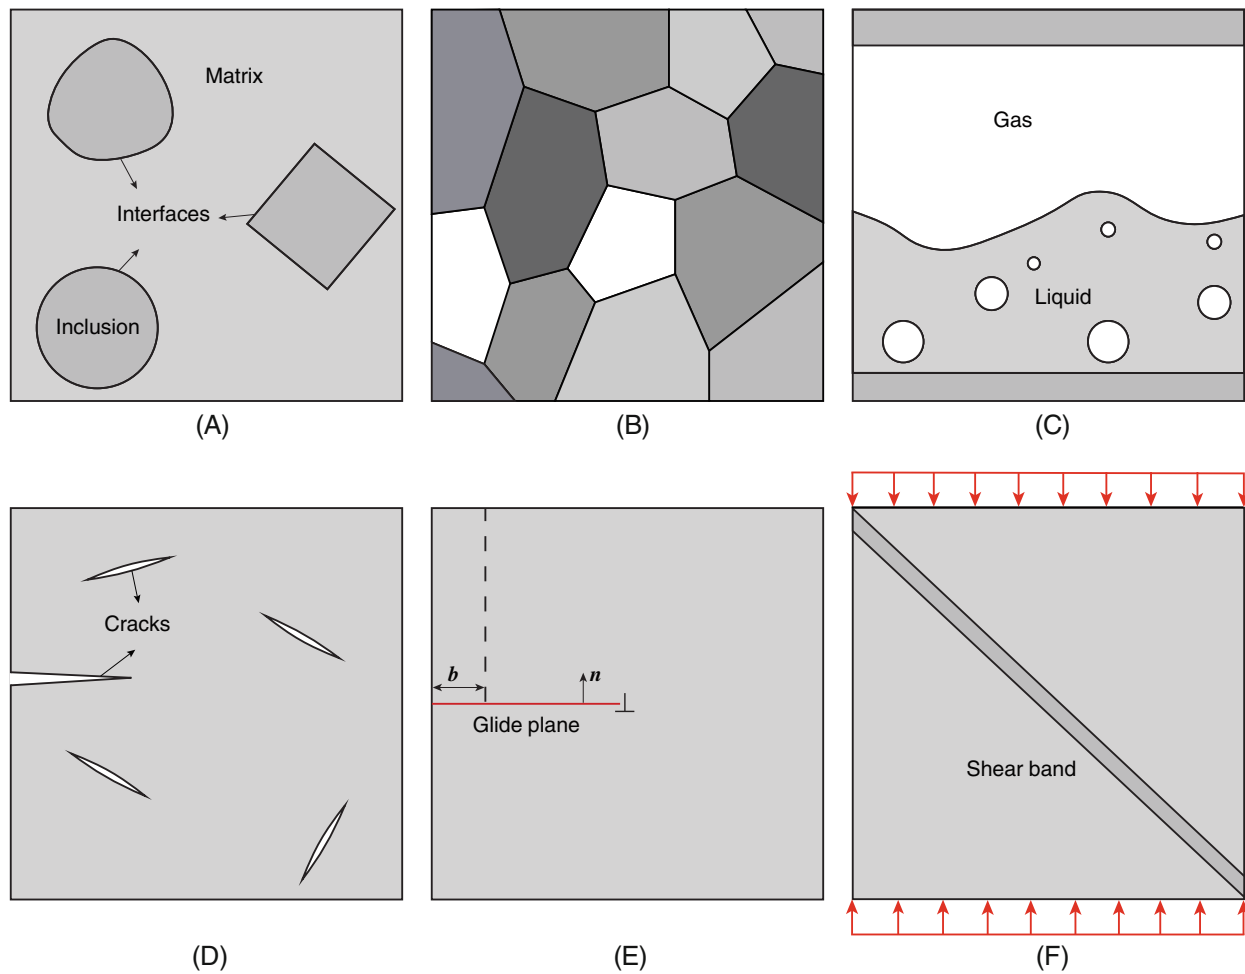 Matrix
Interfaces
Inclusion
(A)
(B)
Gas
Liquid
(C)
Cracks
(D)
b
n
Glide plane
(E)
Shear band
(F)